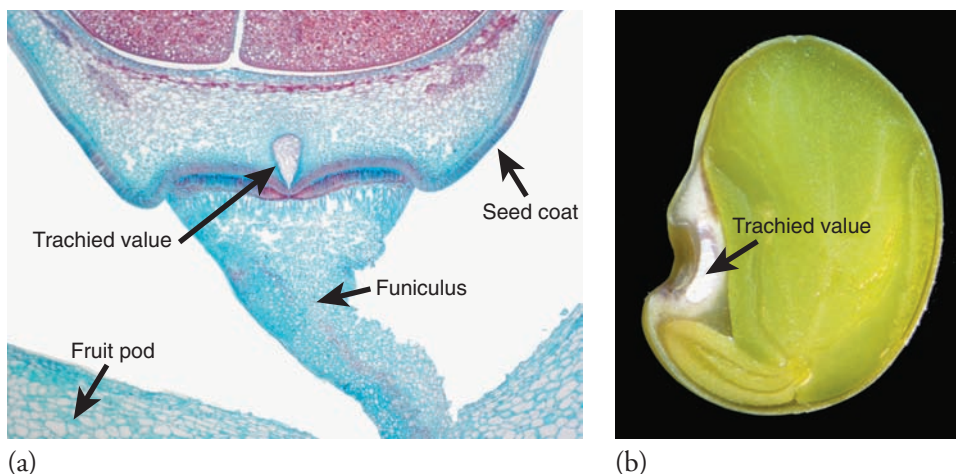 Trachied value
Seed coat
Funiculus
Fruit pod
(a)
Trachied value
(b)